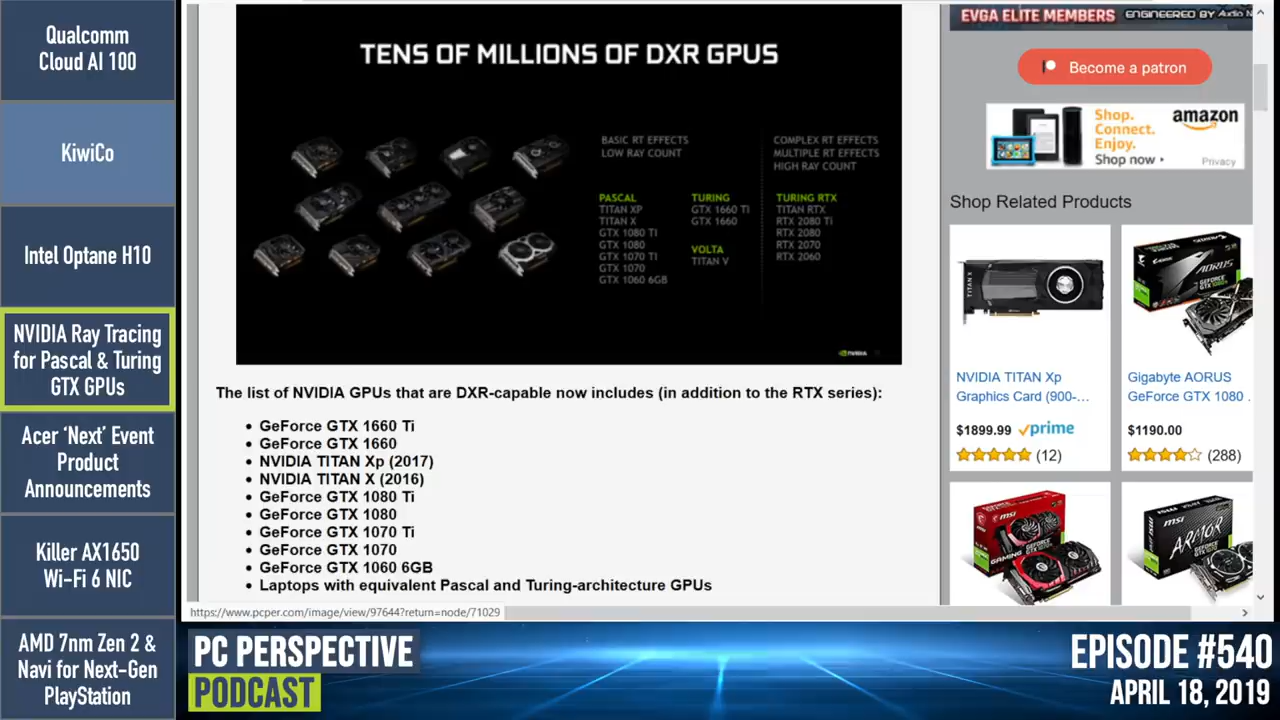 Qualcomm
Cloud AI 100
KiwiCo
Intel Optane H10
NVIDIA Ray Tracing
for Pascal & Turing
GTX GPUs
Acer ‘Next’ Event
Product
Announcements
Killer AX1650
Wi-Fi 6 NIC
AMD 7nm Zen 2 &
Navi for Next-Gen
PlayStation
TENS OF MILLIONS OF DXR GPUS
BASIC RT EFFECTS
LOW RAY COUNT
PASCAL
TITAN XP
TITAN X
GTX 1080 TI
GTX 1080
GTX 1070 TI
GTX 1070
GTX 1060 6GB
TURING
GTX 1660 TI
GTX 1660
VOLTA
TITAN V
COMPLEX RT EFFECTS
MULTIPLE RT EFFECTS
HIGH RAY COUNT
TURING RTX
TITAN RTX
RTX 2080 Ti
RTX 2080
RTX 2070
RTX 2060
NVIDIA
The list of NVIDIA GPUs that are DXR-capable now includes (in addition to the RTX series):
• GeForce GTX 1660 Ti
• GeForce GTX 1660
• NVIDIA TITAN Xp (2017)
• NVIDIA TITAN X (2016)
• GeForce GTX 1080 Ti
• GeForce GTX 1080
• GeForce GTX 1070 Ti
• GeForce GTX 1070
• GeForce GTX 1060 6GB
• Laptops with equivalent Pascal and Turing-architecture GPUs
https://www.pcper.com/image/view/97644?return=node/71029
EVGA ELITE MEMBERS ENGINEERED BY Audio N
Become a patron
Shop.
Connect.
Enjoy.
Shop now
amazon
Privacy
Shop Related Products
TITAN X
AORUS
NVIDIA TITAN Xp
Graphics Card (900-...
$1899.99 prime
(12)
Gigabyte AORUS
GeForce GTX 1080 .
$1190.00
(288)
msi
GAMING
msi
ARMOR
PC PERSPECTIVE
PODCAST
EPISODE #540
APRIL 18, 2019